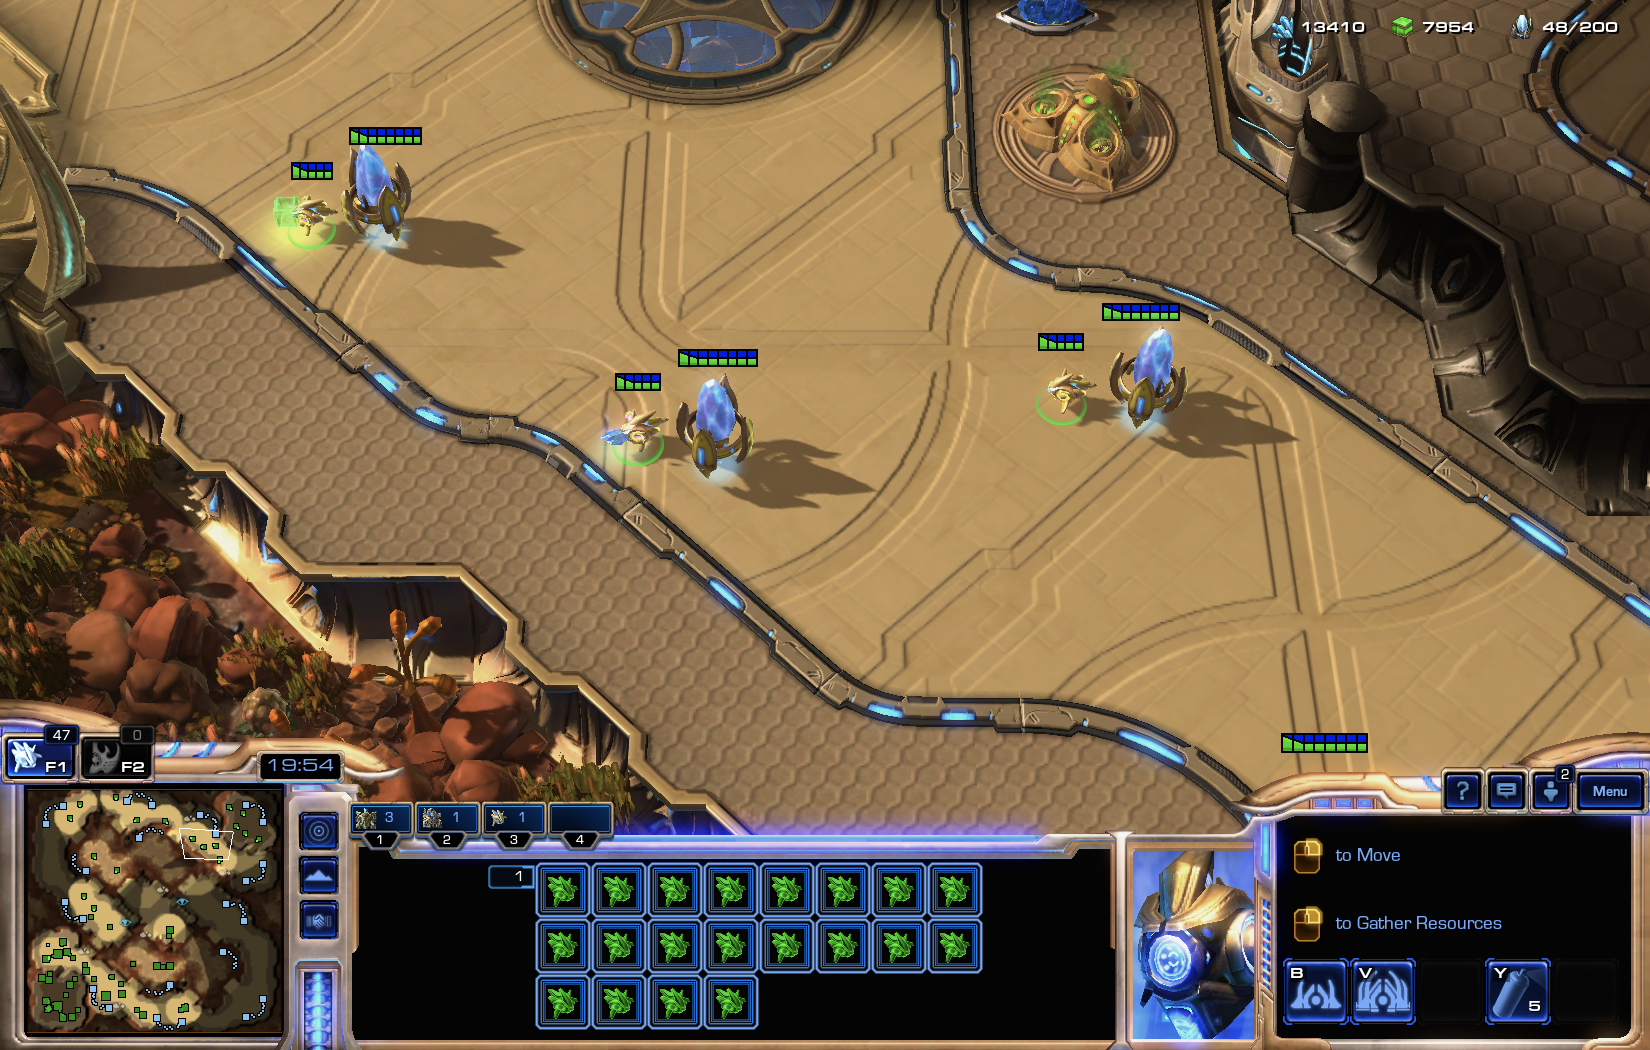 13410 7954 48/200
47 0
F1 F2
19:54
3 1 1
1 2 3 4
1
? 2 Menu
to Move
to Gather Resources
B V Y
5